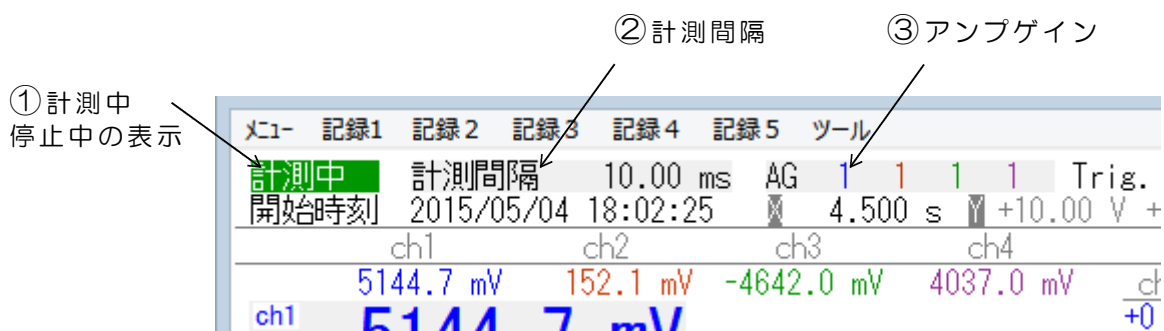 ②計測間隔
③アンプゲイン
①計測中
停止中の表示
メニュー 記録1 記録2 記録3 記録4 記録5 ツール
計測中 計測間隔 10.00 ms AG 1 1 1 1 Trig.
開始時刻 2015/05/04 18:02:25 X 4.500 s Y +10.00 V +
ch1 ch2 ch3 ch4
5144.7 mV 152.1 mV -4642.0 mV 4037.0 mV
ch1 5144.7 mV +0